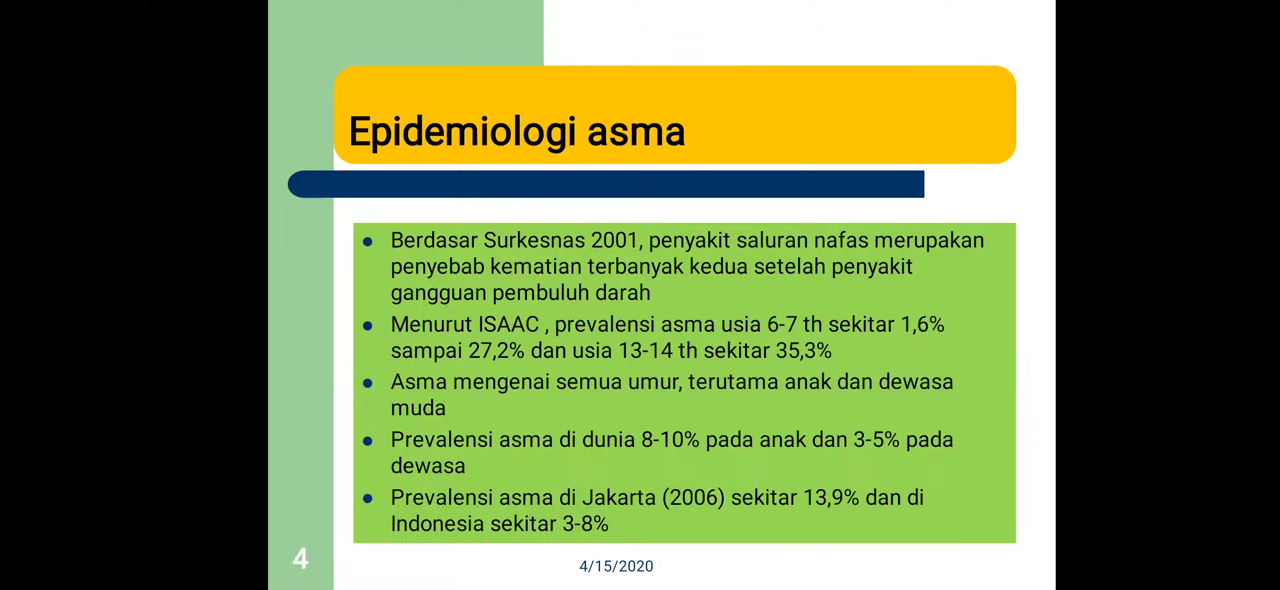 Epidemiologi asma
● Berdasar Surkesnas 2001, penyakit saluran nafas merupakan
penyebab kematian terbanyak kedua setelah penyakit
gangguan pembuluh darah
● Menurut ISAAC , prevalensi asma usia 6-7 th sekitar 1,6%
sampai 27,2% dan usia 13-14 th sekitar 35,3%
● Asma mengenai semua umur, terutama anak dan dewasa
muda
● Prevalensi asma di dunia 8-10% pada anak dan 3-5% pada
dewasa
● Prevalensi asma di Jakarta (2006) sekitar 13,9% dan di
Indonesia sekitar 3-8%
4
4/15/2020